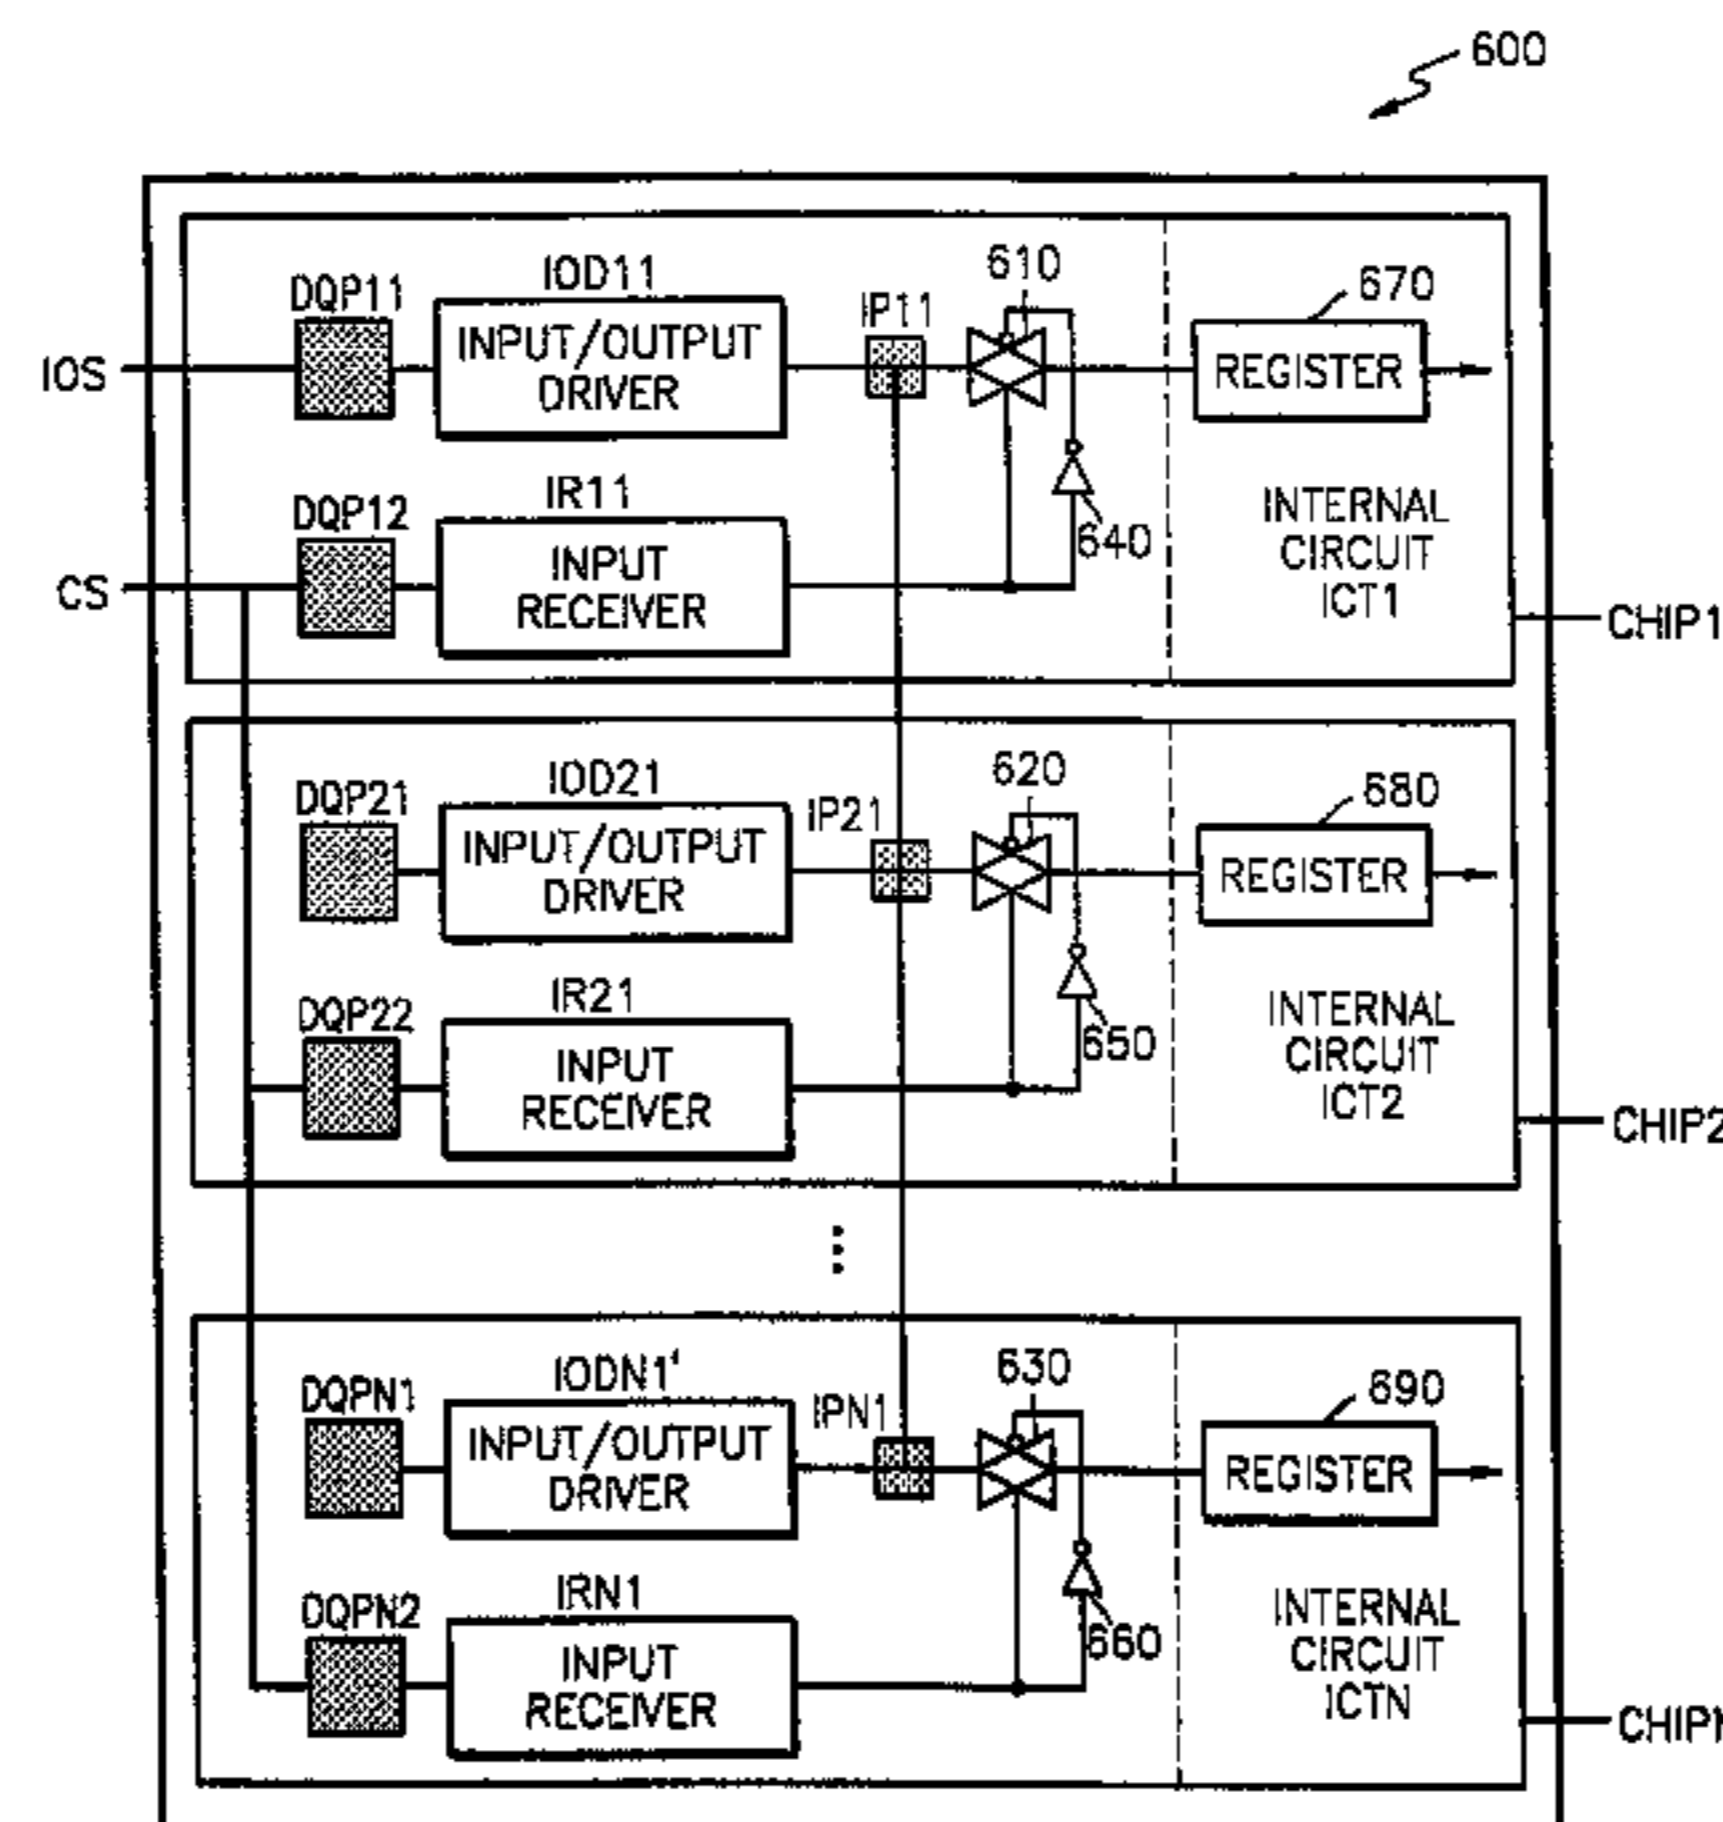 600
IOS
DQP11
IOD11
INPUT/OUTPUT
DRIVER
IP11
610
670
REGISTER
CS
DQP12
IR11
INPUT
RECEIVER
640
INTERNAL
CIRCUIT
ICT1
CHIP1
DQP21
IOD21
INPUT/OUTPUT
DRIVER
IP21
620
680
REGISTER
DQP22
IR21
INPUT
RECEIVER
650
INTERNAL
CIRCUIT
ICT2
CHIP2
DQPN1
IODN1'
INPUT/OUTPUT
DRIVER
IPN1
630
690
REGISTER
DQPN2
IRN1
INPUT
RECEIVER
660
INTERNAL
CIRCUIT
ICTN
CHIPN